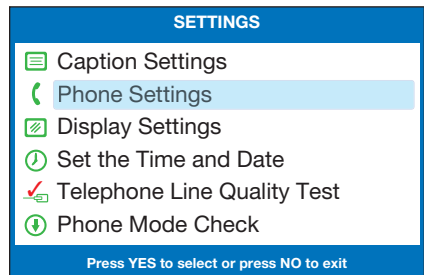 SETTINGS
Caption Settings
Phone Settings
Display Settings
Set the Time and Date
Telephone Line Quality Test
Phone Mode Check
Press YES to select or press NO to exit